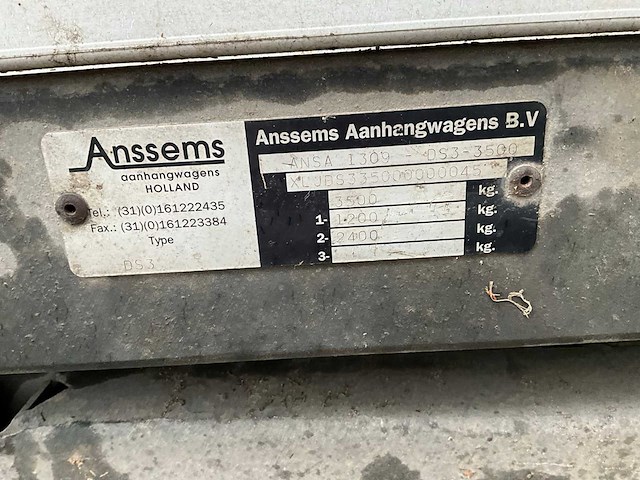 Anssems
aanhangwagens
HOLLAND
Tel.: (31)(0)161222435
Fax.: (31)(0)161223384
Type
DS3
Anssems Aanhangwagens B.V
ANSA 1309 DS3-3500
3500 kg.
1- 1200 kg.
2- 2400 kg.
3- kg.